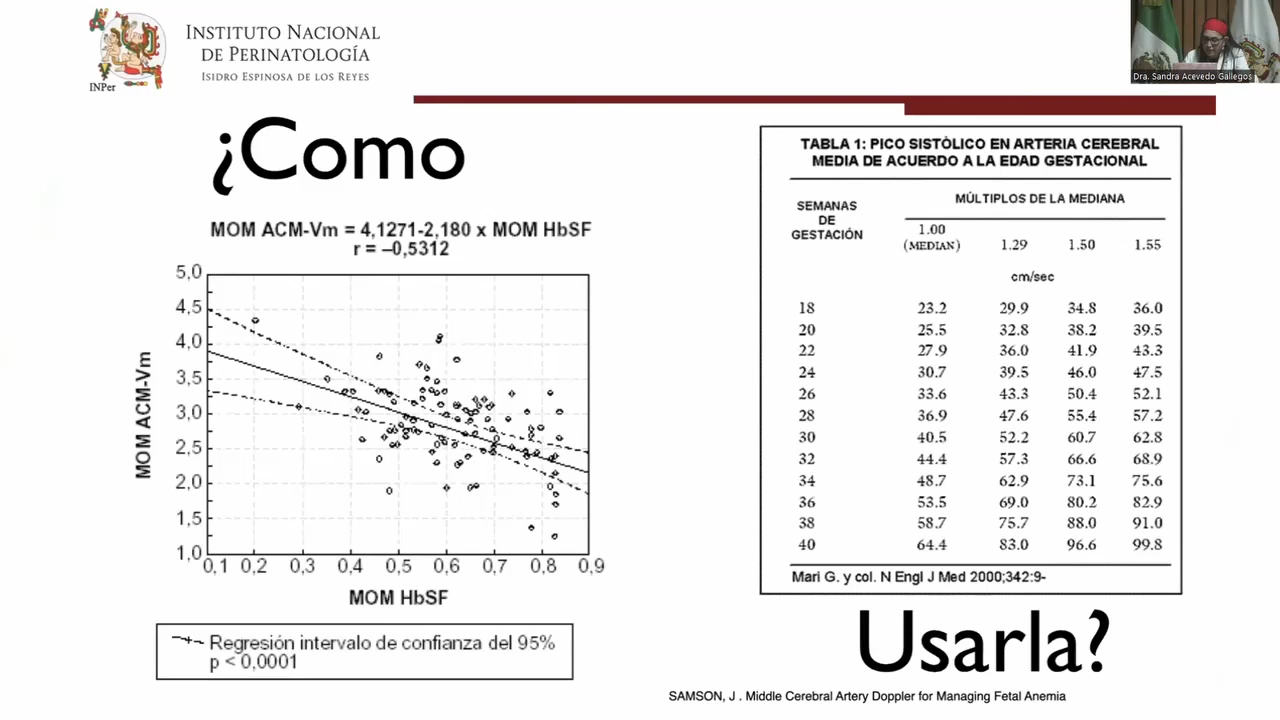 INSTITUTO NACIONAL
DE PERINATOLOGÍA
ISIDRO ESPINOSA DE LOS REYES
INPer
Dra. Sandra Acevedo Gallegos
¿Como
MOM ACM-Vm = 4,1271-2,180 x MOM HbSF
r = –0,5312
MOM ACM-Vm
5,0
4,5
4,0
3,5
3,0
2,5
2,0
1,5
1,0
0,1 0,2 0,3 0,4 0,5 0,6 0,7 0,8 0,9
MOM HbSF
Regresión intervalo de confianza del 95%
p < 0,0001
TABLA 1: PICO SISTÒLICO EN ARTERIA CEREBRAL
MEDIA DE ACUERDO A LA EDAD GESTACIONAL
SEMANAS
DE
GESTACIÓN
MÚLTIPLOS DE LA MEDIANA
1.00
(MEDIAN) 1.29 1.50 1.55
cm/sec
18 23.2 29.9 34.8 36.0
20 25.5 32.8 38.2 39.5
22 27.9 36.0 41.9 43.3
24 30.7 39.5 46.0 47.5
26 33.6 43.3 50.4 52.1
28 36.9 47.6 55.4 57.2
30 40.5 52.2 60.7 62.8
32 44.4 57.3 66.6 68.9
34 48.7 62.9 73.1 75.6
36 53.5 69.0 80.2 82.9
38 58.7 75.7 88.0 91.0
40 64.4 83.0 96.6 99.8
Mari G. y col. N Engl J Med 2000;342:9-
Usarla?
SAMSON, J . Middle Cerebral Artery Doppler for Managing Fetal Anemia